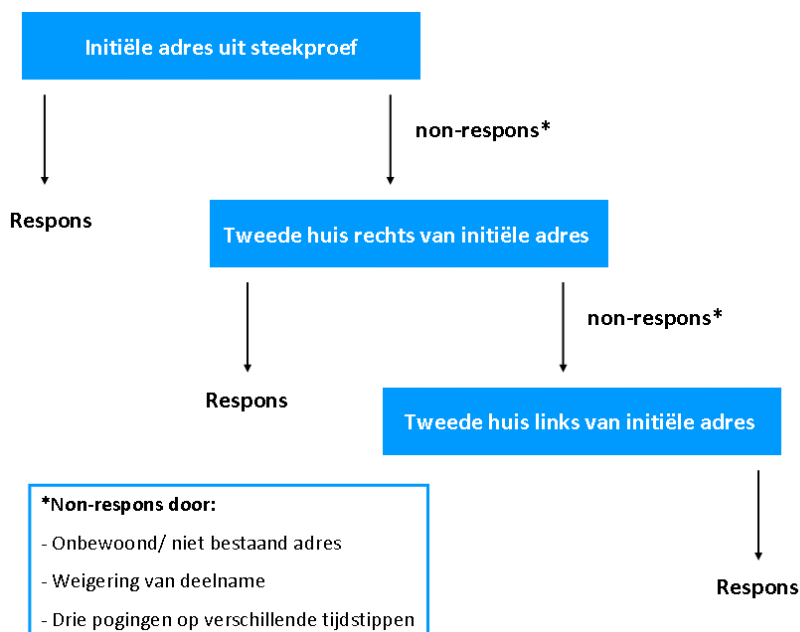 Initiële adres uit steekproef
non-respons*
Respons
Tweede huis rechts van initiële adres
non-respons*
Respons
Tweede huis links van initiële adres
*Non-respons door:
- Onbewoond/ niet bestaand adres
- Weigering van deelname
- Drie pogingen op verschillende tijdstippen
Respons